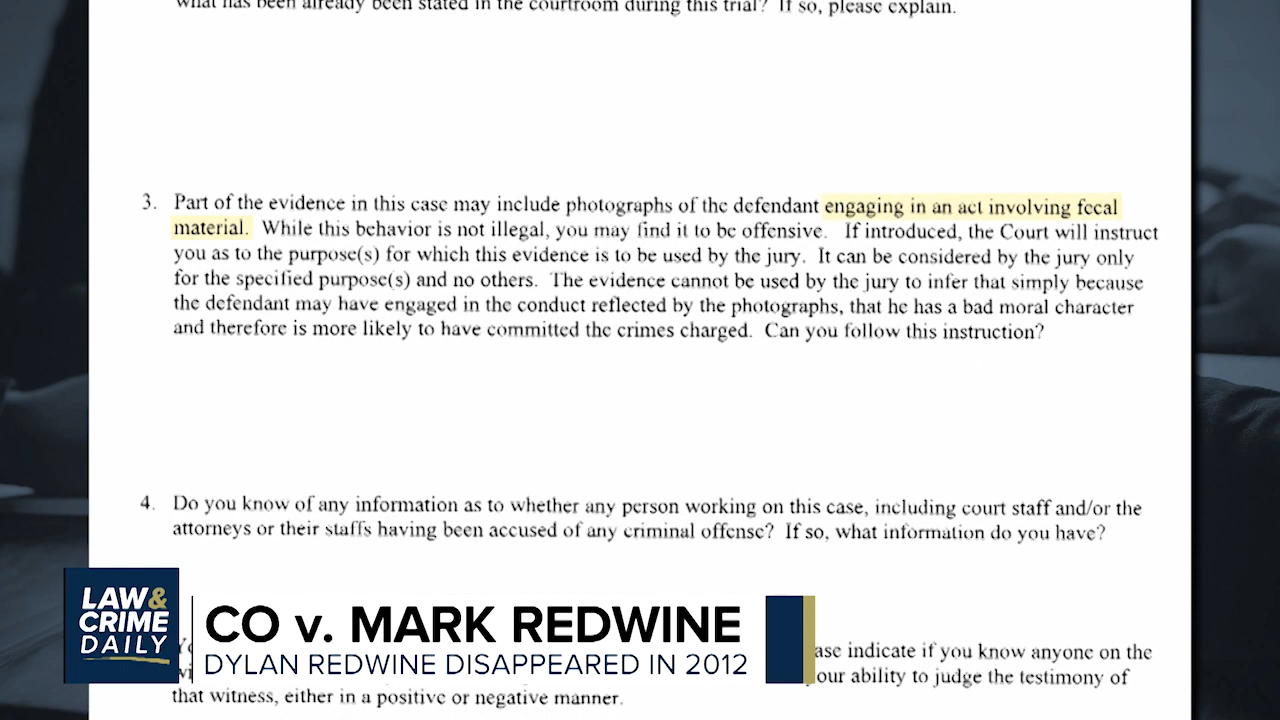 what has been already been stated in the courtroom during this trial? If so, please explain.
3. Part of the evidence in this case may include photographs of the defendant engaging in an act involving fecal
material. While this behavior is not illegal, you may find it to be offensive. If introduced, the Court will instruct
you as to the purpose(s) for which this evidence is to be used by the jury. It can be considered by the jury only
for the specified purpose(s) and no others. The evidence cannot be used by the jury to infer that simply because
the defendant may have engaged in the conduct reflected by the photographs, that he has a bad moral character
and therefore is more likely to have committed the crimes charged. Can you follow this instruction?
4. Do you know of any information as to whether any person working on this case, including court staff and/or the
attorneys or their staffs having been accused of any criminal offense? If so, what information do you have?
indicate if you know anyone on the
ability to judge the testimony of
that witness, either in a positive or negative manner.
LAW&
CRIME
DAILY
CO v. MARK REDWINE
DYLAN REDWINE DISAPPEARED IN 2012